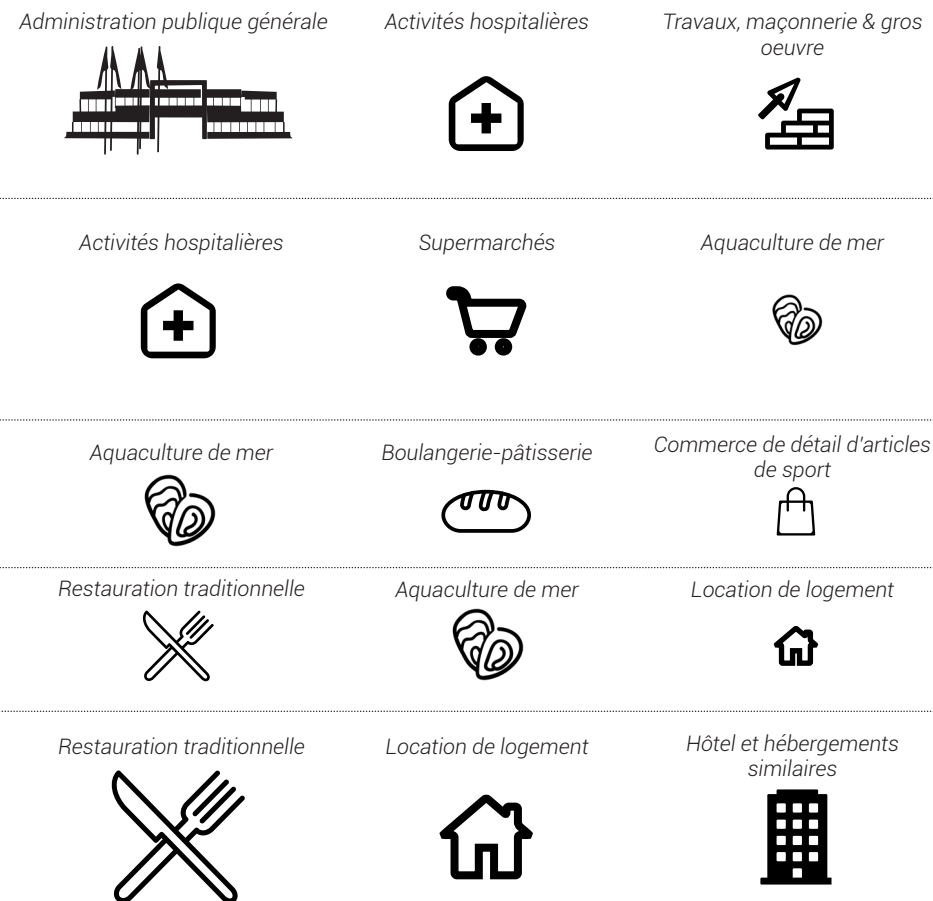 Administration publique générale
Activités hospitalières
Travaux, maçonnerie & gros
oeuvre
Activités hospitalières
Supermarchés
Aquaculture de mer
Aquaculture de mer
Boulangerie-pâtisserie
Commerce de détail d'articles
de sport
Restauration traditionnelle
Aquaculture de mer
Location de logement
Restauration traditionnelle
Location de logement
Hôtel et hébergements
similaires